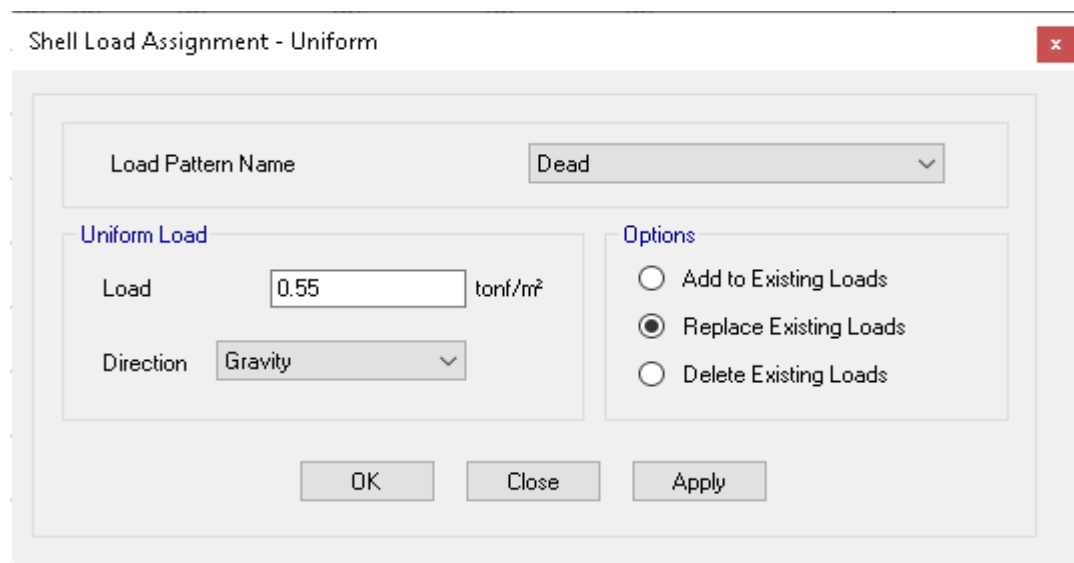 Shell Load Assignment - Uniform
x
Load Pattern Name Dead
Uniform Load
Load 0.55 tonf/m²
Direction Gravity
Options
Add to Existing Loads
Replace Existing Loads
Delete Existing Loads
OK Close Apply